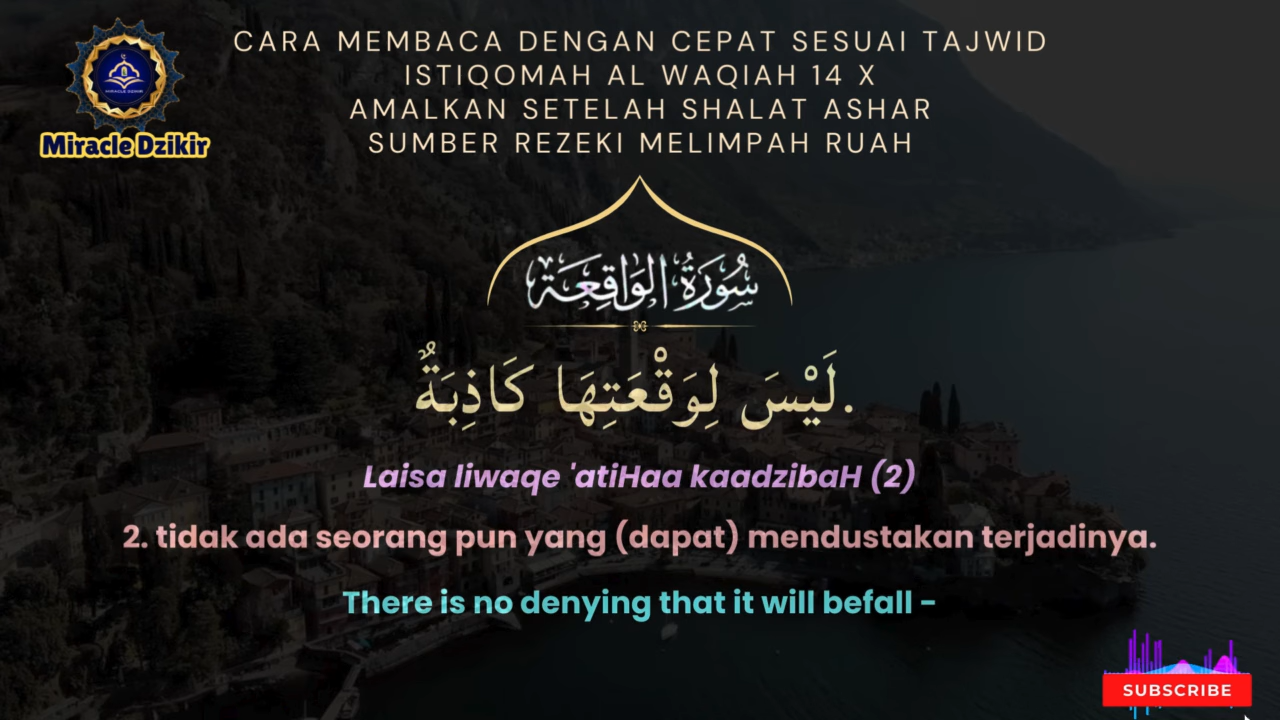 CARA MEMBACA DENGAN CEPAT SESUAI TAJWID
ISTIQOMAH AL WAQIAH 14 X
AMALKAN SETELAH SHALAT ASHAR
SUMBER REZEKI MELIMPAH RUAH
MIRACLE DZIKIR
Miracle Dzikir
سُورَةُ الوَاقِعَة
لَيْسَ لِوَقْعَتِهَا كَاذِبَةٌ.
Laisa liwaqe 'atiHaa kaadzibaH (2)
2. tidak ada seorang pun yang (dapat) mendustakan terjadinya.
There is no denying that it will befall -
SUBSCRIBE